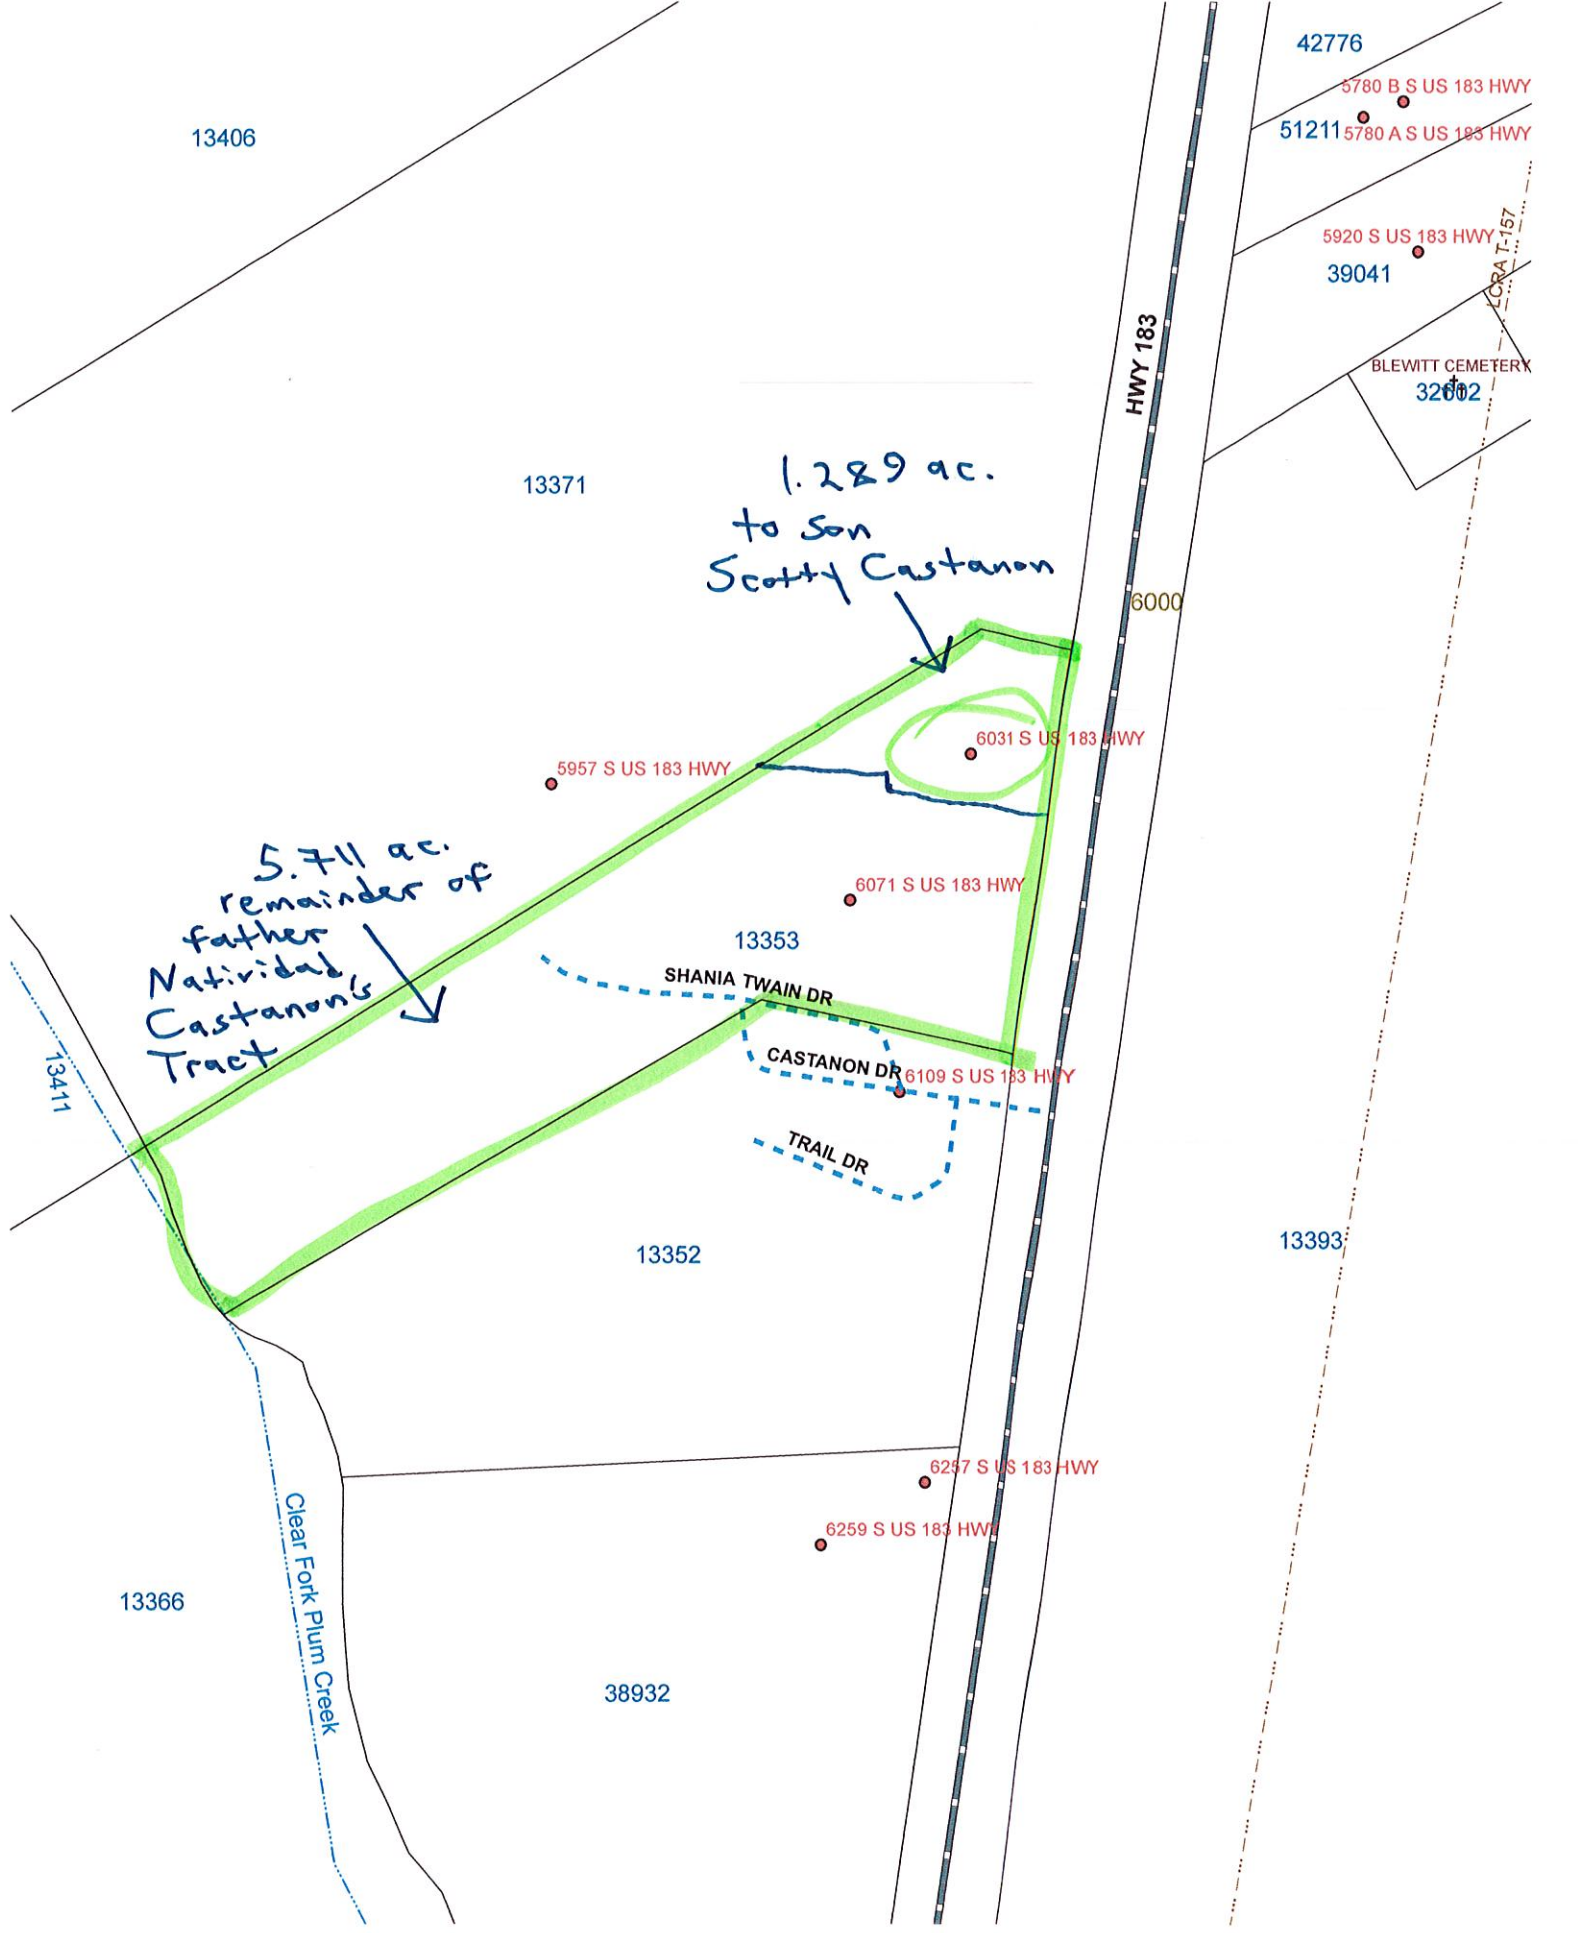 42776
5780 B S US 183 HWY
51211
5780 A S US 183 HWY
13406
5920 S US 183 HWY
39041
LCRA T-157
HWY 183
BLEWITT CEMETERY
32602
13371
1.289 ac.
to son
Scotty Castanon
6000
6031 S US 183 HWY
5957 S US 183 HWY
5.711 ac.
remainder of
father
Natividad
Castanon's
Tract
6071 S US 183 HWY
13353
SHANIA TWAIN DR
CASTANON DR
6109 S US 183 HWY
13411
TRAIL DR
13352
13393
6257 S US 183 HWY
6259 S US 183 HWY
Clear Fork Plum Creek
13366
38932